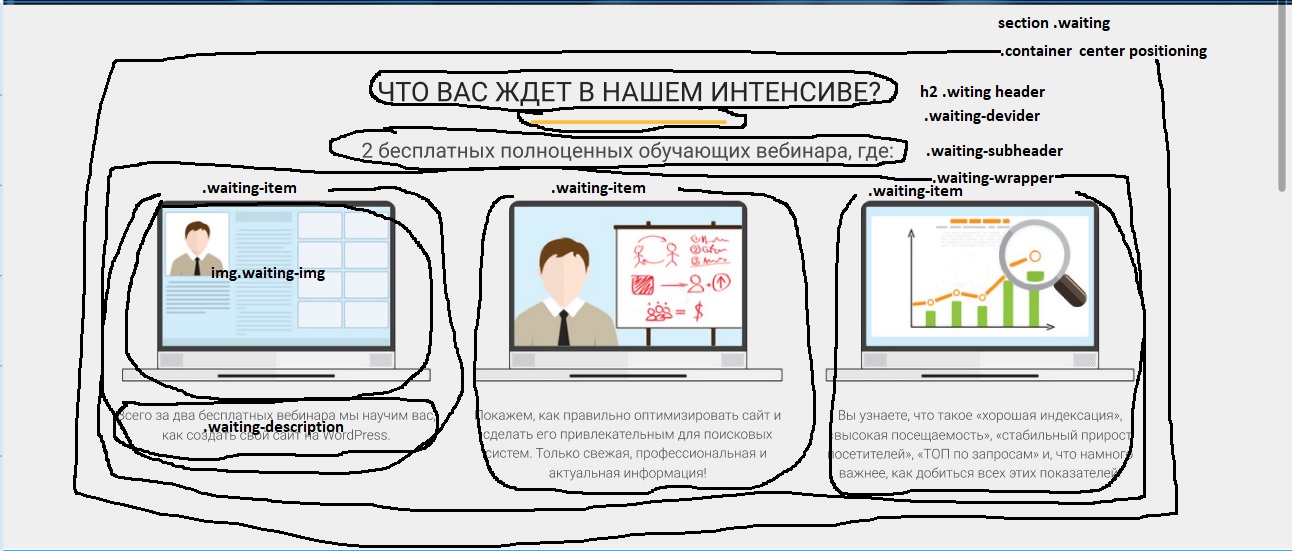 section .waiting
.container center positioning
ЧТО ВАС ЖДЕТ В НАШЕМ ИНТЕНСИВЕ?
h2 .witing header
.waiting-devider
2 бесплатных полноценных обучающих вебинара, где:
.waiting-subheader
.waiting-wrapper
.waiting-item
.waiting-item
.waiting-item
img.waiting-img
Всего за два бесплатных вебинара мы научим вас,
как создать свой сайт на WordPress.
.waiting-description
Покажем, как правильно оптимизировать сайт и
сделать его привлекательным для поисковых
систем. Только свежая, профессиональная и
актуальная информация!
Вы узнаете, что такое «хорошая индексация»,
«высокая посещаемость», «стабильный прирост
посетителей», «ТОП по запросам» и, что намного
важнее, как добиться всех этих показателей